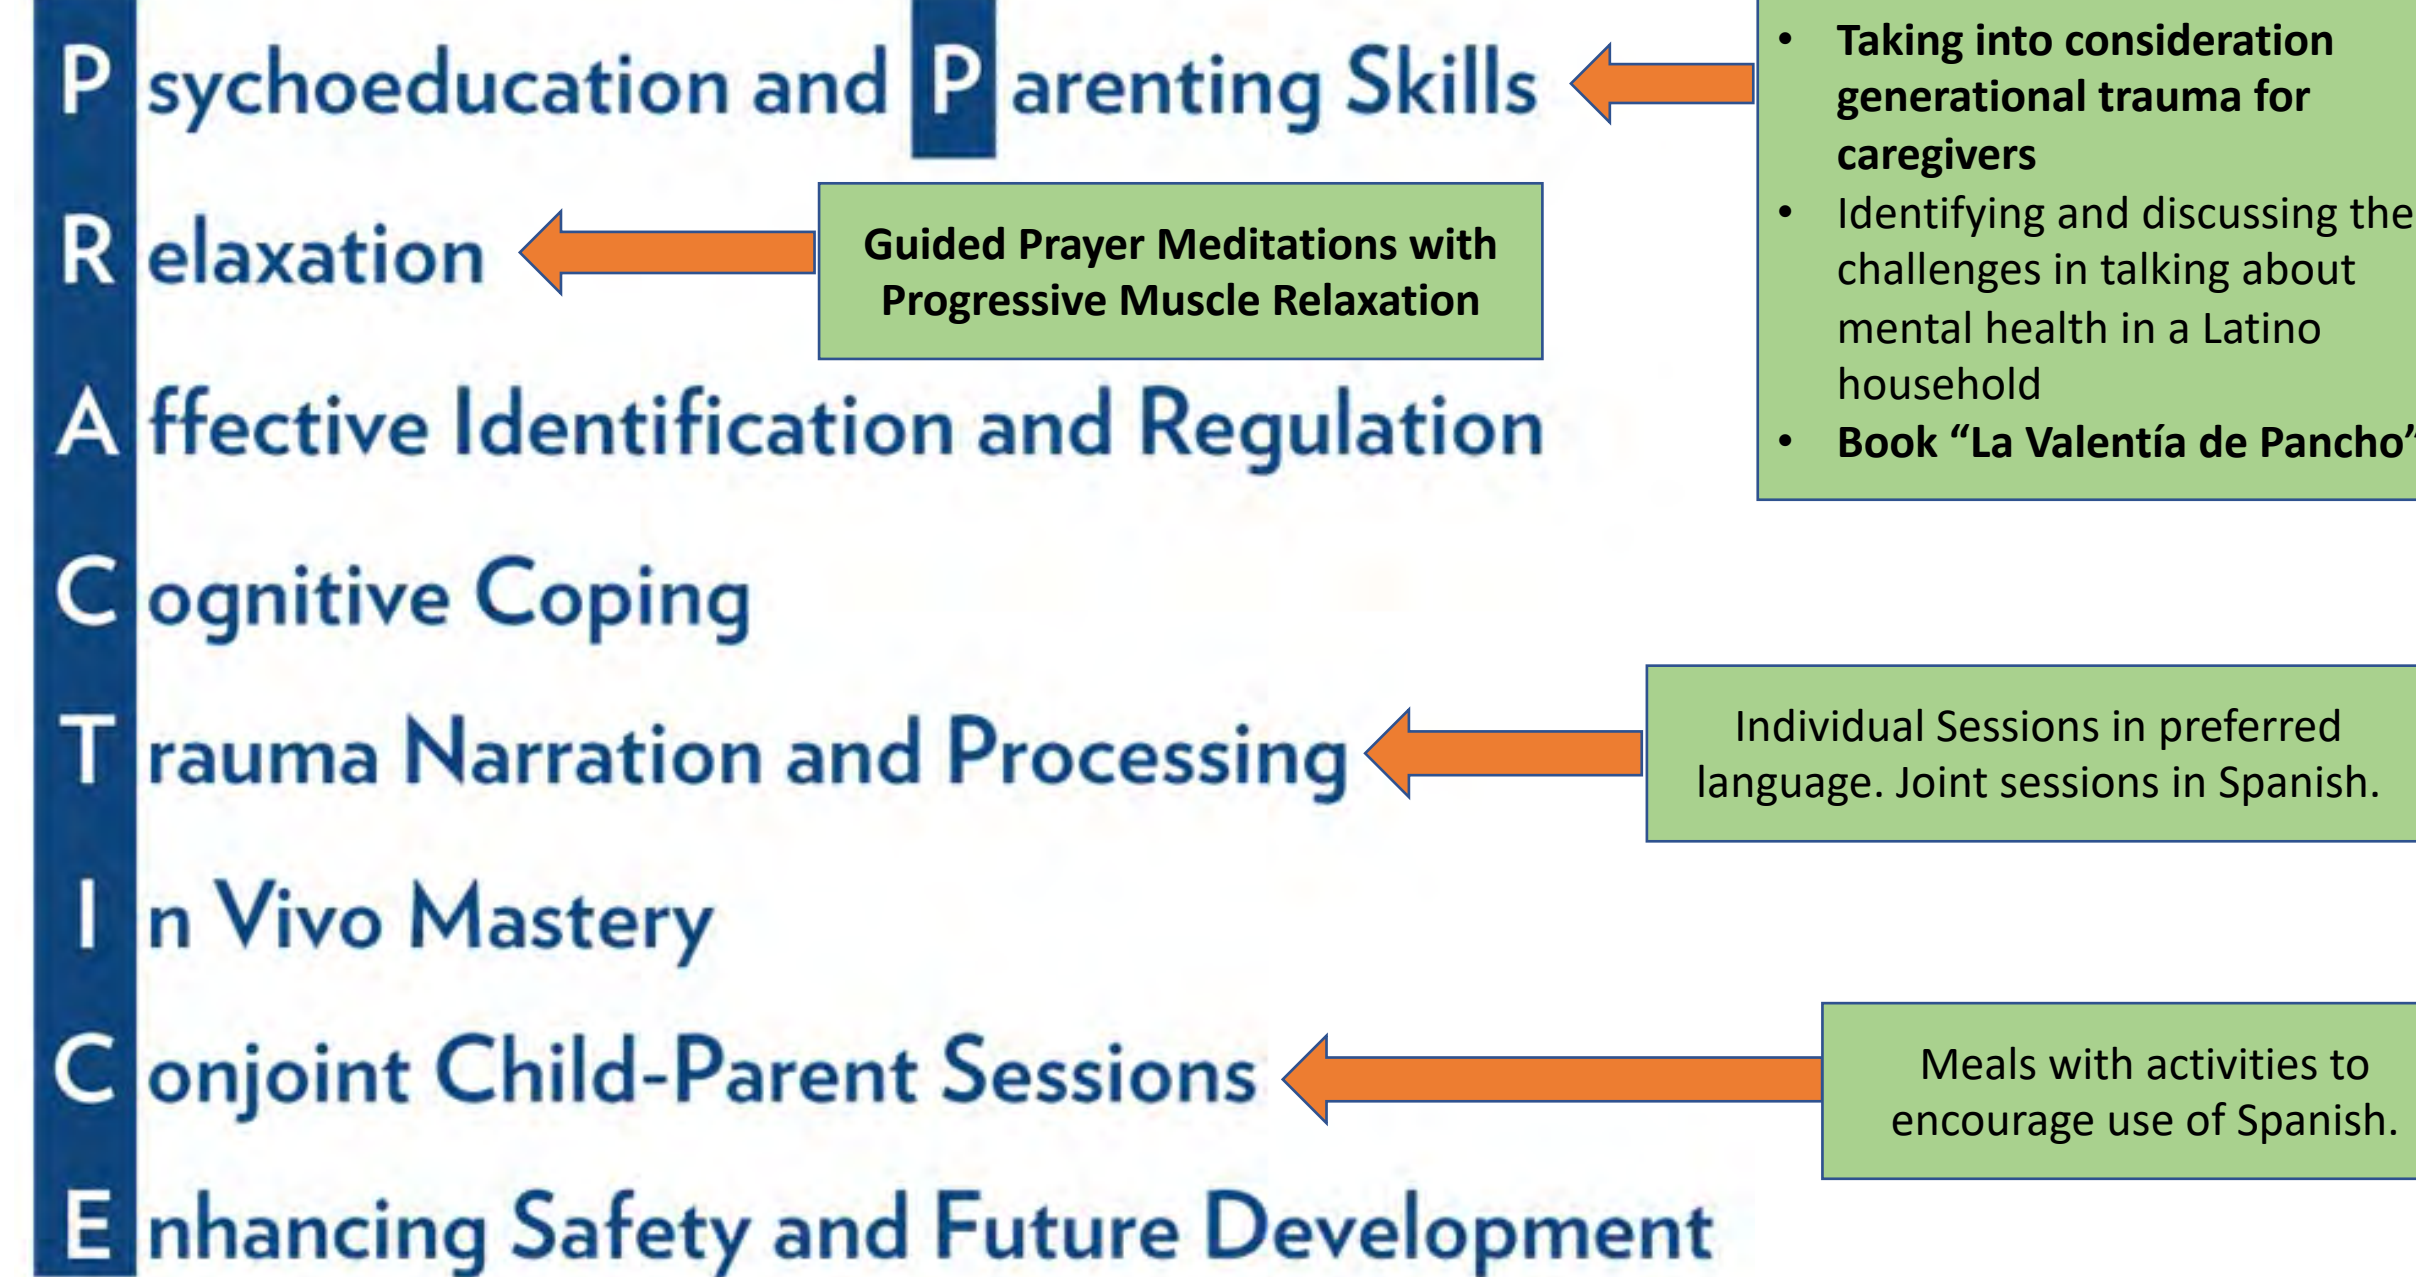 Psychoeducation and Parenting Skills
• Taking into consideration
generational trauma for
caregivers
• Identifying and discussing the
challenges in talking about
mental health in a Latino
household
• Book “La Valentía de Pancho”
Relaxation
Guided Prayer Meditations with
Progressive Muscle Relaxation
Affective Identification and Regulation
Cognitive Coping
Trauma Narration and Processing
Individual Sessions in preferred
language. Joint sessions in Spanish.
In Vivo Mastery
Conjoint Child-Parent Sessions
Meals with activities to
encourage use of Spanish.
Enhancing Safety and Future Development